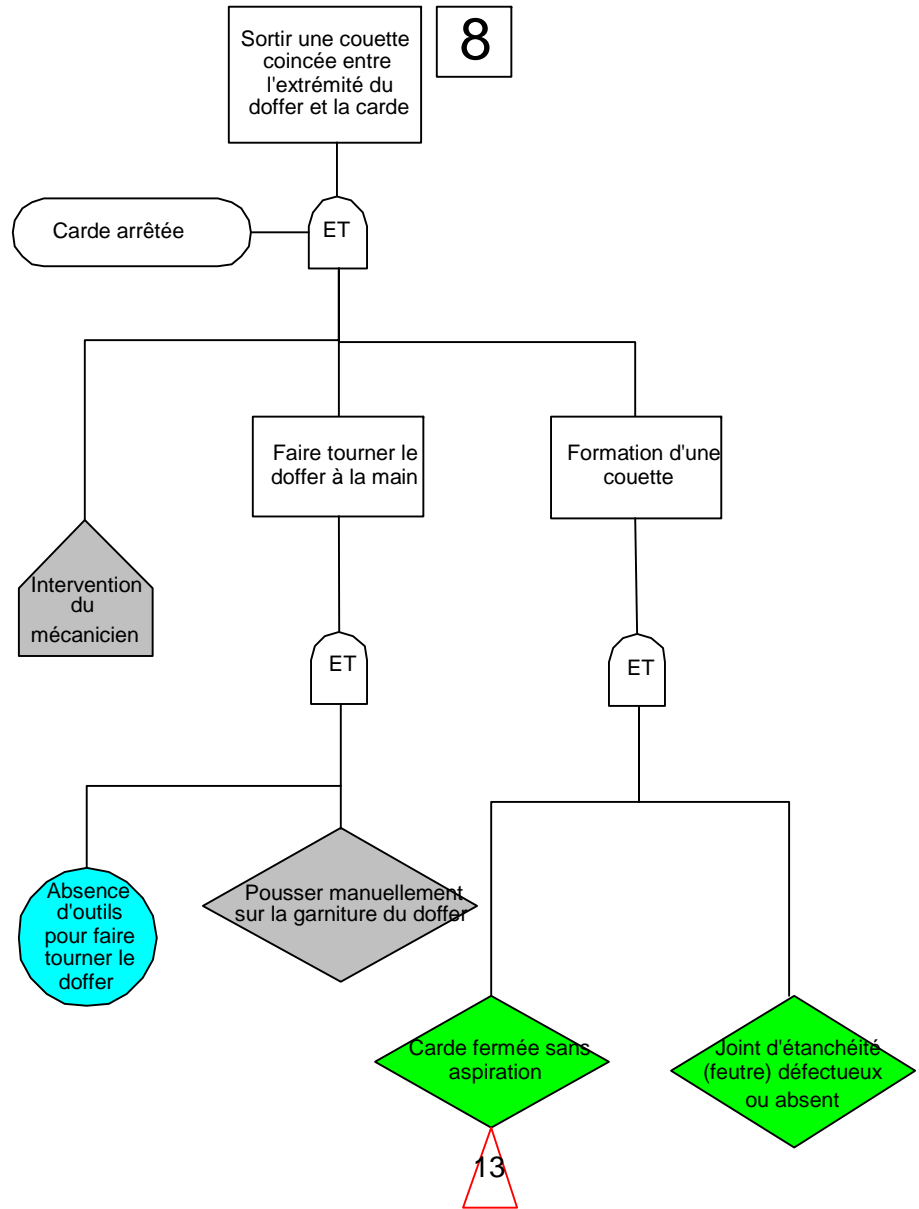 Sortir une couette
coincée entre
l'extrémité du
doffer et la carde
8
Carde arrêtée
ET
Faire tourner le
doffer à la main
Formation d'une
couette
Intervention
du
mécanicien
ET
ET
Absence
d'outils
pour faire
tourner le
doffer
Pousser manuellement
sur la garniture du doffer
Carde fermée sans
aspiration
Joint d'étanchéité
(feutre) défectueux
ou absent
13